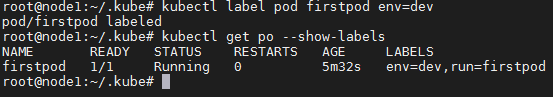 root@node1:~/.kube# kubectl label pod firstpod env=dev
pod/firstpod labeled
root@node1:~/.kube# kubectl get po --show-labels
NAME READY STATUS RESTARTS AGE LABELS
firstpod 1/1 Running 0 5m32s env=dev,run=firstpod
root@node1:~/.kube#